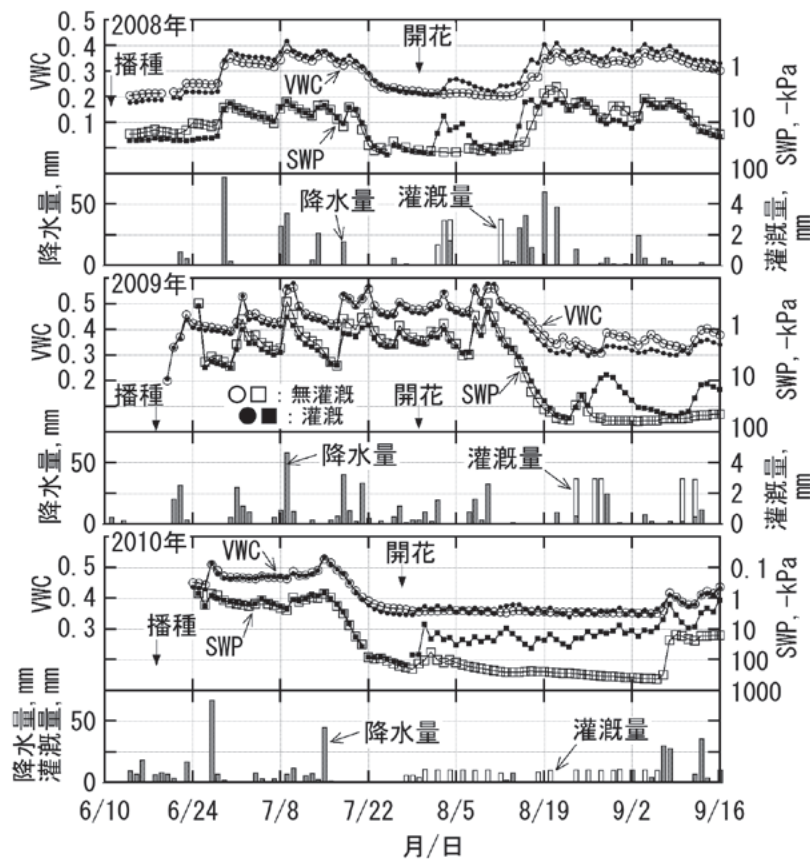 2008年
0.5
0.4
0.3
0.2
0.1
VWC
播種
開花
VWC
SWP
1
10
100
SWP, −kPa
50
0
降水量, mm
降水量
灌漑量
4
2
0
灌漑量, mm
2009年
0.5
0.4
0.3
0.2
VWC
播種
○□:無灌漑
●■:灌漑
開花
VWC
SWP
1
10
100
SWP, −kPa
50
0
降水量, mm
降水量
灌漑量
4
2
0
灌漑量, mm
2010年
0.5
0.4
0.3
VWC
播種
VWC
SWP
開花
0.1
1
10
100
1000
SWP, −kPa
50
0
降水量, mm
灌漑量, mm
降水量
灌漑量
6/10 6/24 7/8 7/22 8/5 8/19 9/2 9/16
月/日